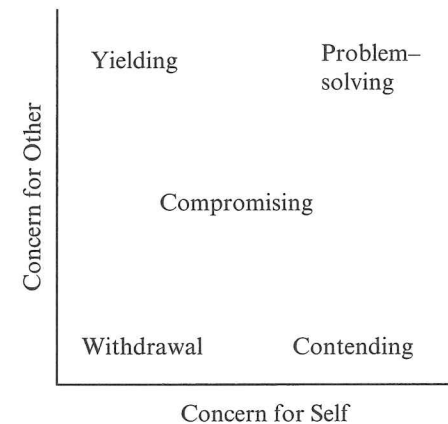 Yielding
Problem–
solving
Concern for Other
Compromising
Withdrawal
Contending
Concern for Self